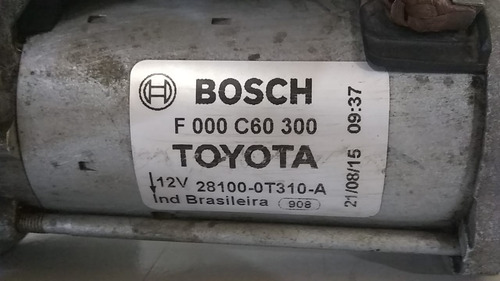 BOSCH
F 000 C60 300
TOYOTA
12V 28100-0T310-A
Ind Brasileira 908
21/08/15 09:37